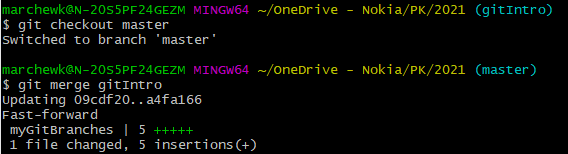 marchewk@N-20S5PF24GEZM MINGW64 ~/OneDrive - Nokia/PK/2021 (gitIntro)
$ git checkout master
Switched to branch 'master'
marchewk@N-20S5PF24GEZM MINGW64 ~/OneDrive - Nokia/PK/2021 (master)
$ git merge gitIntro
Updating 09cdf20..a4fa166
Fast-forward
myGitBranches | 5 +++++
1 file changed, 5 insertions(+)